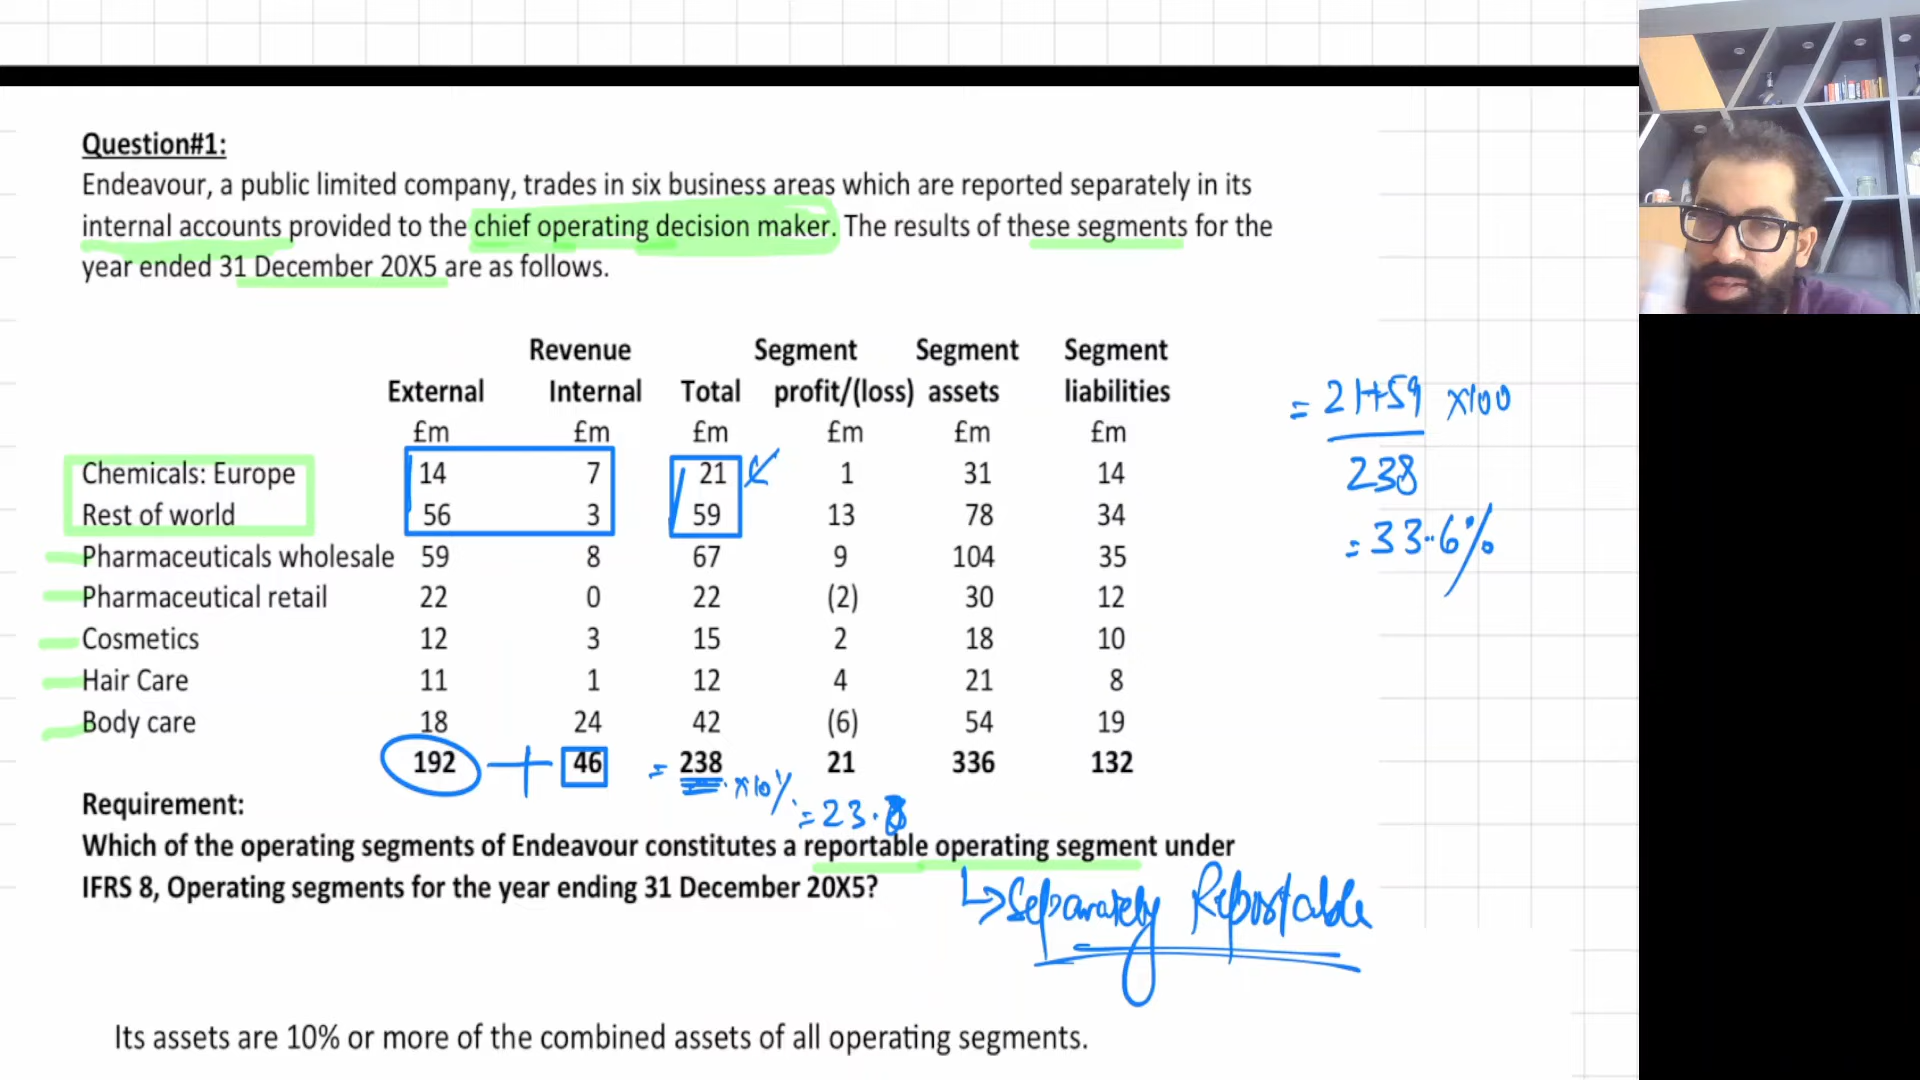 Question#1:
Endeavour, a public limited company, trades in six business areas which are reported separately in its
internal accounts provided to the chief operating decision maker. The results of these segments for the
year ended 31 December 20X5 are as follows.
Revenue Segment Segment Segment
External Internal Total profit/(loss) assets liabilities
£m £m £m £m £m £m
Chemicals: Europe 14 7 21 1 31 14
Rest of world 56 3 59 13 78 34
Pharmaceuticals wholesale 59 8 67 9 104 35
Pharmaceutical retail 22 0 22 (2) 30 12
Cosmetics 12 3 15 2 18 10
Hair Care 11 1 12 4 21 8
Body care 18 24 42 (6) 54 19
192 + 46 = 238 21 336 132
×10%
= 23.8
= 21+59 ×100
238
= 33.6%
Requirement:
Which of the operating segments of Endeavour constitutes a reportable operating segment under
IFRS 8, Operating segments for the year ending 31 December 20X5?
Separately Reportable
Its assets are 10% or more of the combined assets of all operating segments.